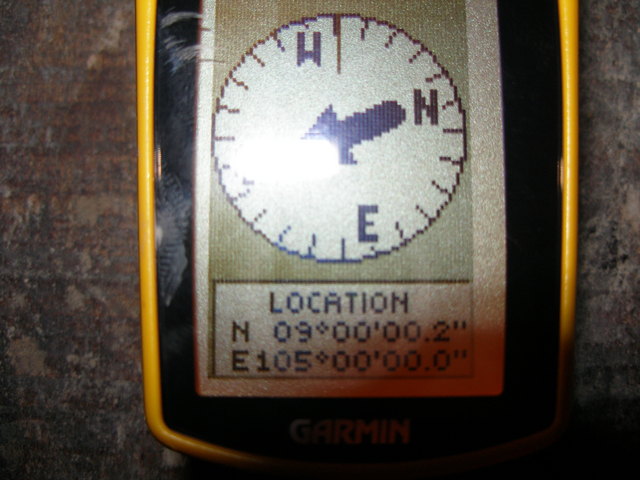 W
N
E
LOCATION
N 09°00'00.2"
E105°00'00.0"
GARMIN